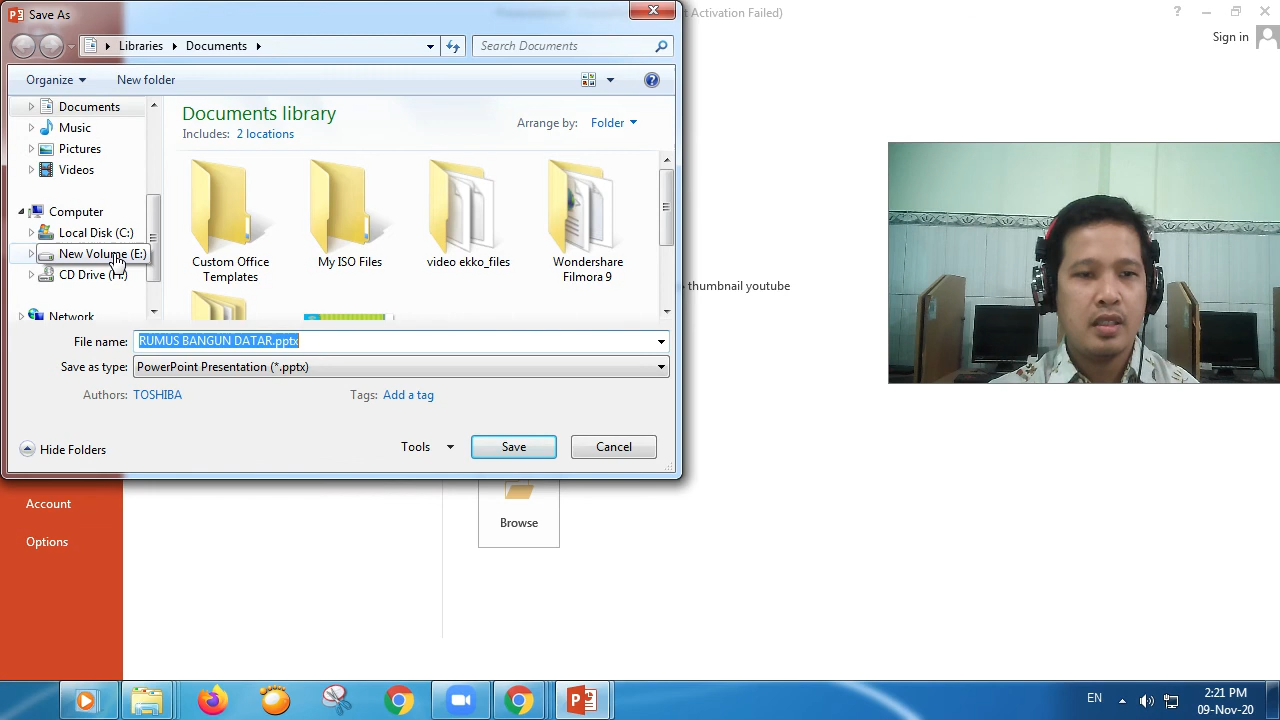 Save As
t Activation Failed)
Sign in
Libraries
Documents
Search Documents
Organize
New folder
Documents
Music
Pictures
Videos
Computer
Local Disk (C:)
New Volume (E:)
CD Drive (H:)
Network
Documents library
Includes: 2 locations
Arrange by:
Folder
Custom Office
Templates
My ISO Files
video ekko_files
Wondershare
Filmora 9
thumbnail youtube
File name:
RUMUS BANGUN DATAR.pptx
Save as type:
PowerPoint Presentation (*.pptx)
Authors:
TOSHIBA
Tags:
Add a tag
Hide Folders
Tools
Save
Cancel
Account
Options
Browse
EN
2:21 PM
09-Nov-20